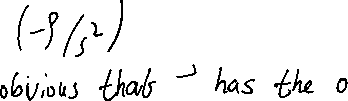 (-9/s²)
obvious that → has the o